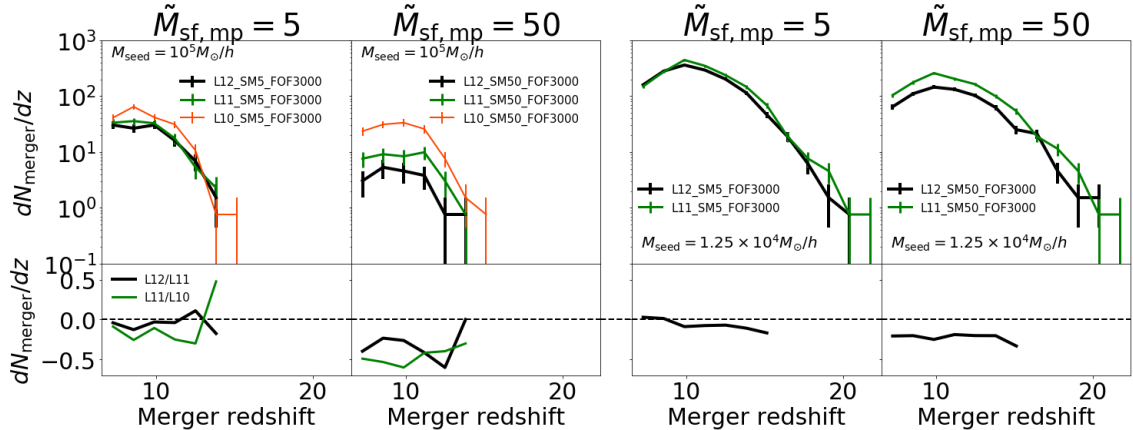 M̃sf,mp = 5
M̃sf,mp = 50
M̃sf,mp = 5
M̃sf,mp = 50
dNmerger/dz
10³
10²
10¹
10⁰
10⁻¹
Mseed = 10⁵M⊙/h
L12_SM5_FOF3000
L11_SM5_FOF3000
L10_SM5_FOF3000
Mseed = 10⁵M⊙/h
L12_SM50_FOF3000
L11_SM50_FOF3000
L10_SM50_FOF3000
L12_SM5_FOF3000
L11_SM5_FOF3000
Mseed = 1.25 × 10⁴M⊙/h
L12_SM50_FOF3000
L11_SM50_FOF3000
Mseed = 1.25 × 10⁴M⊙/h
dNmerger/dz
0.5
0.0
−0.5
L12/L11
L11/L10
10 20
10 20
10 20
10 20
Merger redshift
Merger redshift
Merger redshift
Merger redshift